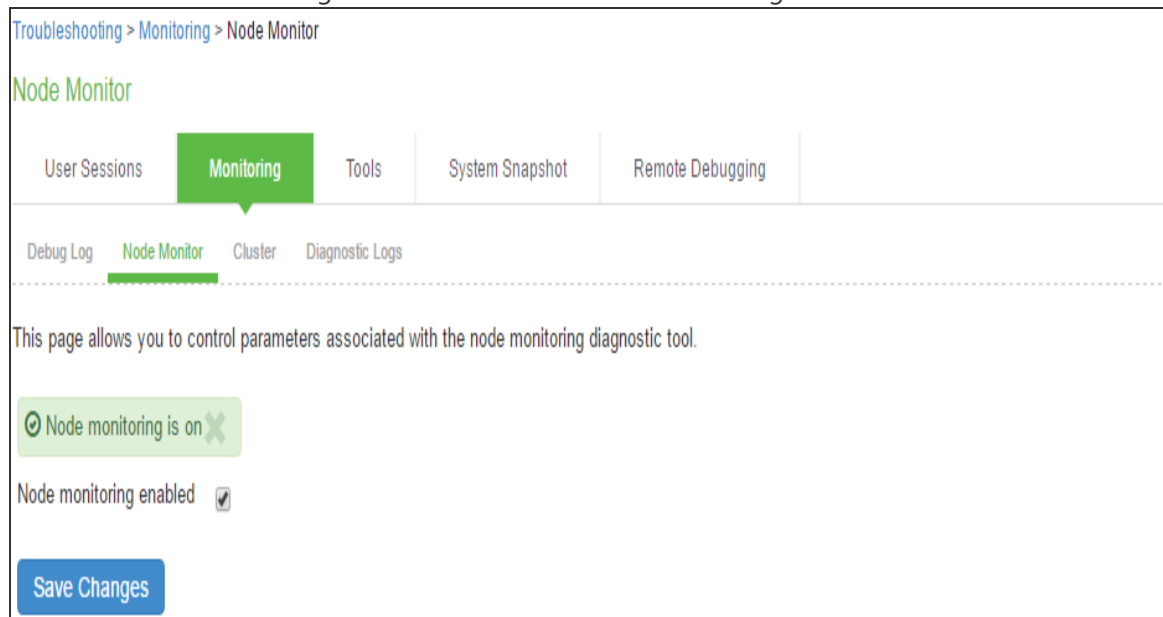 Troubleshooting > Monitoring > Node Monitor
Node Monitor
User Sessions Monitoring Tools System Snapshot Remote Debugging
Debug Log Node Monitor Cluster Diagnostic Logs
This page allows you to control parameters associated with the node monitoring diagnostic tool.
Node monitoring is on
Node monitoring enabled
Save Changes